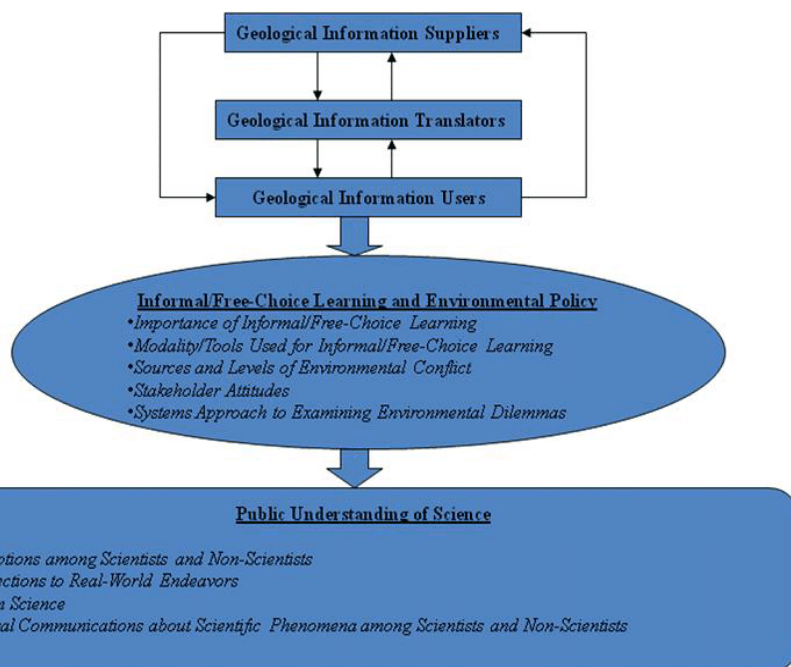 Geological Information Suppliers
Geological Information Translators
Geological Information Users
Informal/Free-Choice Learning and Environmental Policy
•Importance of Informal/Free-Choice Learning
•Modality/Tools Used for Informal/Free-Choice Learning
•Sources and Levels of Environmental Conflict
•Stakeholder Attitudes
•Systems Approach to Examining Environmental Dilemmas
Public Understanding of Science
among Scientists and Non-Scientists
to Real-World Endeavors
Science
Communications about Scientific Phenomena among Scientists and Non-Scientists